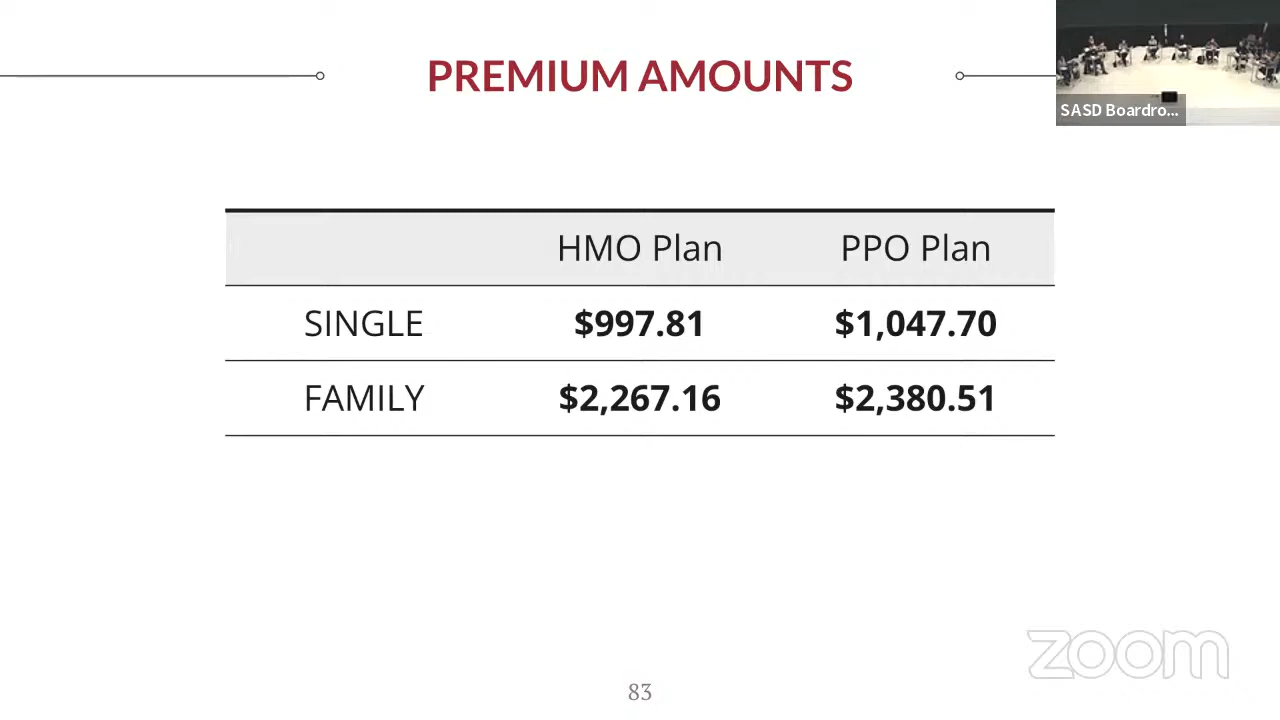 PREMIUM AMOUNTS
SASD Boardro...
HMO Plan PPO Plan
SINGLE $997.81 $1,047.70
FAMILY $2,267.16 $2,380.51
zoom
83